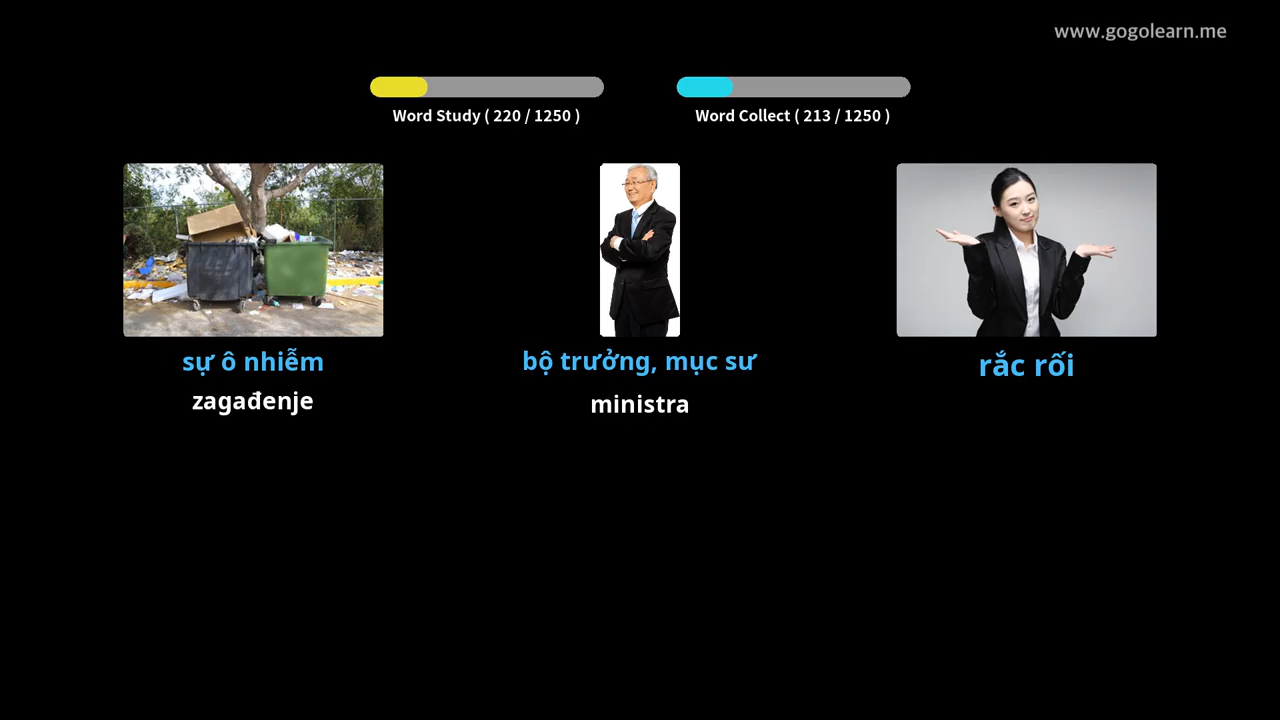 www.gogolearn.me
Word Study ( 220 / 1250 )
Word Collect ( 213 / 1250 )
sự ô nhiễm
zagađenje
bộ trưởng, mục sư
ministra
rắc rối